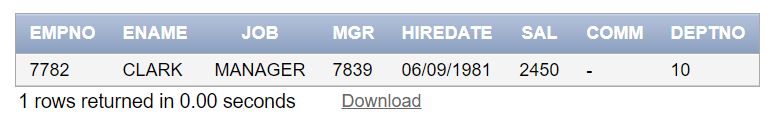 EMPNO ENAME JOB MGR HIREDATE SAL COMM DEPTNO
7782 CLARK MANAGER 7839 06/09/1981 2450 - 10
1 rows returned in 0.00 seconds Download